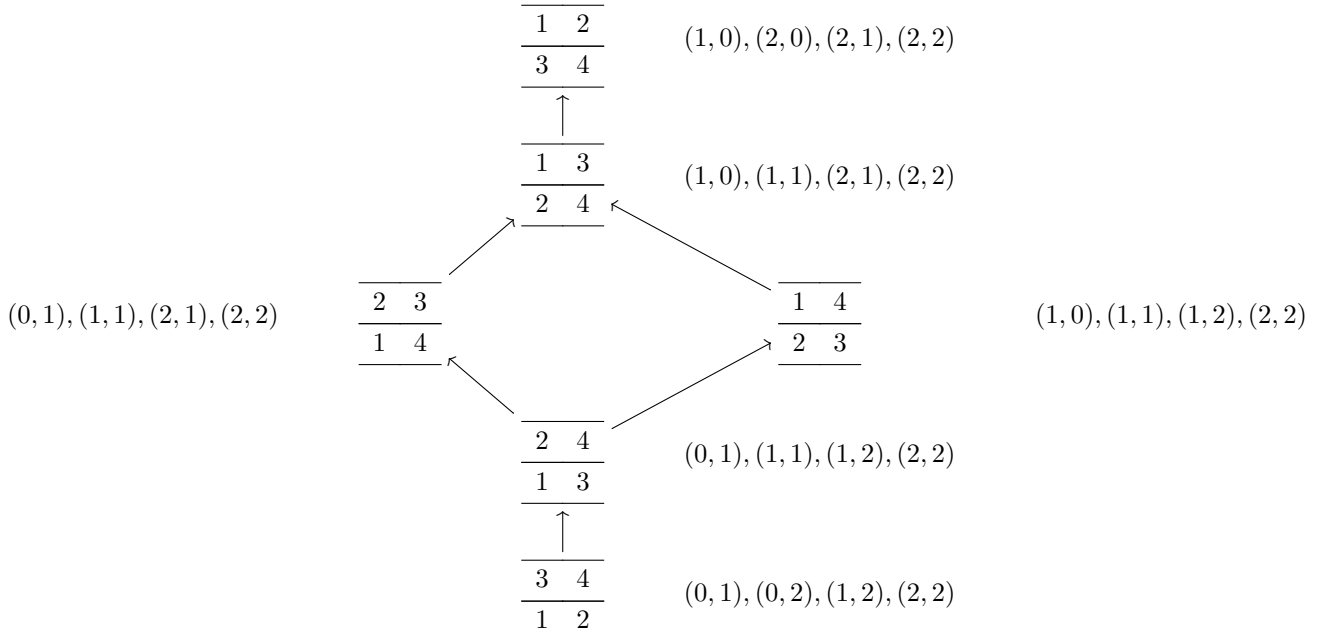 1 2 (1, 0), (2, 0), (2, 1), (2, 2)
3 4
1 3 (1, 0), (1, 1), (2, 1), (2, 2)
2 4
(0, 1), (1, 1), (2, 1), (2, 2) 2 3 1 4 (1, 0), (1, 1), (1, 2), (2, 2)
1 4 2 3
2 4 (0, 1), (1, 1), (1, 2), (2, 2)
1 3
3 4 (0, 1), (0, 2), (1, 2), (2, 2)
1 2